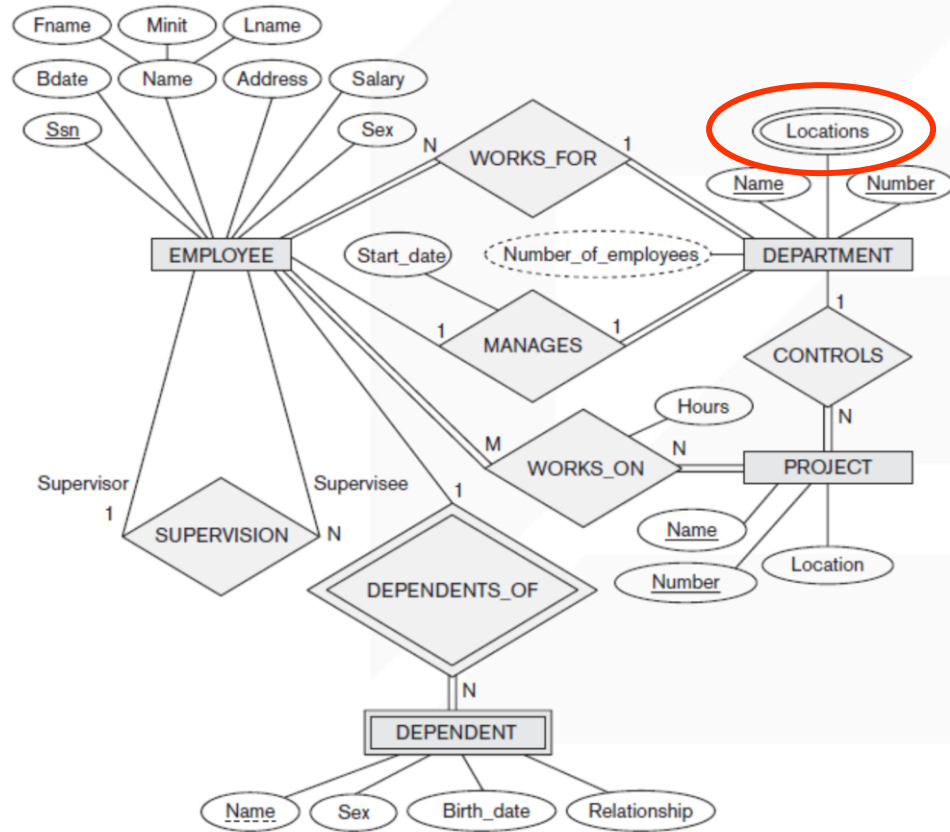 Fname
Minit
Lname
Bdate
Name
Address
Salary
Ssn
Sex
N
WORKS_FOR
1
Locations
Name
Number
EMPLOYEE
Start_date
Number_of_employees
DEPARTMENT
1
MANAGES
1
1
CONTROLS
N
Hours
M
WORKS_ON
N
PROJECT
Supervisor
1
SUPERVISION
Supervisee
N
1
Name
Number
Location
DEPENDENTS_OF
N
DEPENDENT
Name
Sex
Birth_date
Relationship